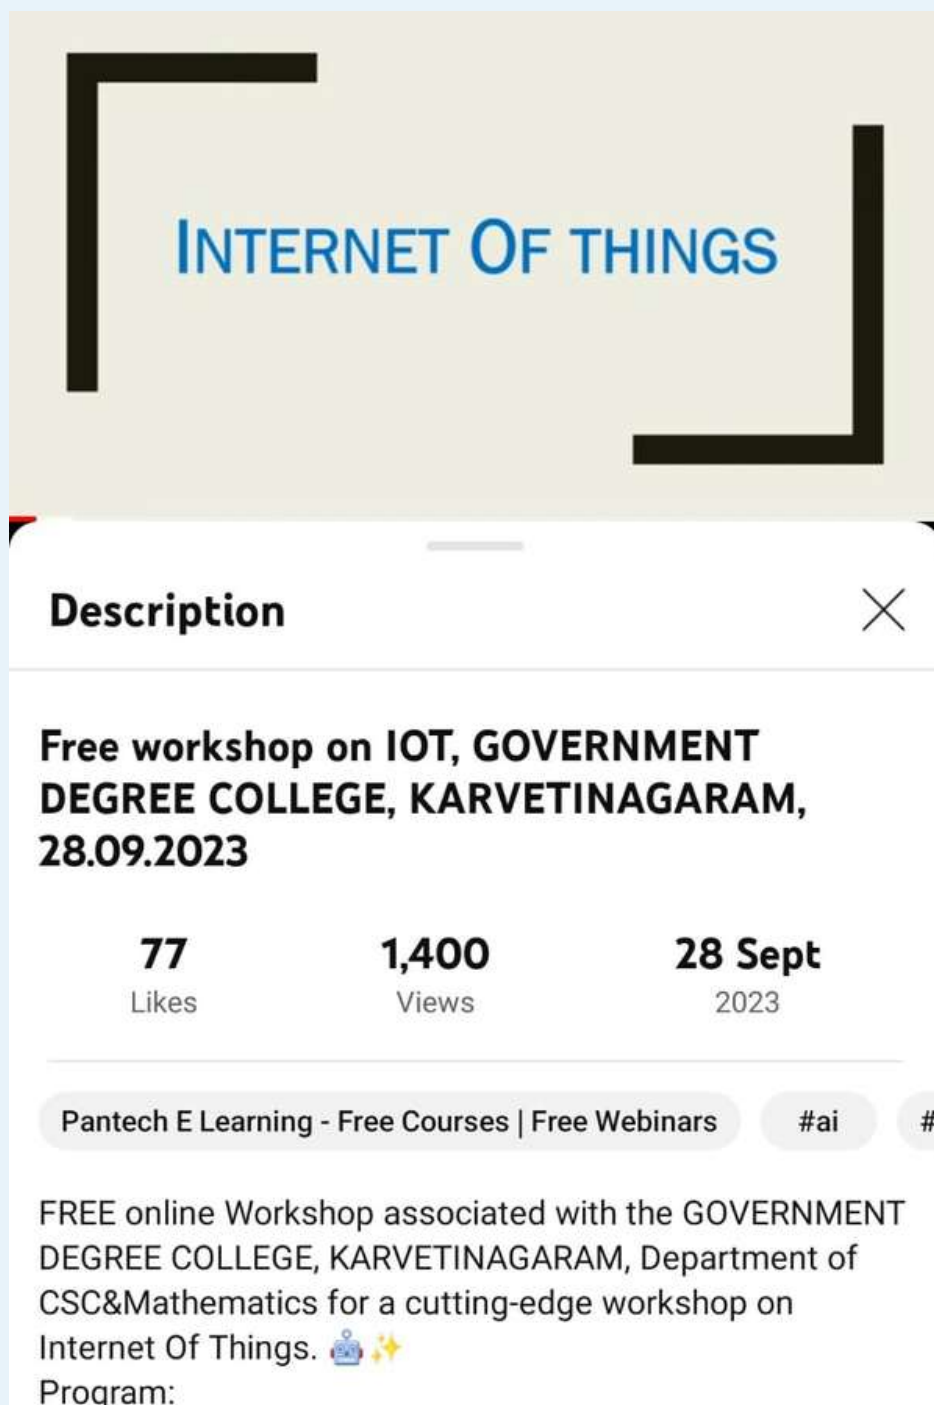 INTERNET OF THINGS
Description
Free workshop on IOT, GOVERNMENT
DEGREE COLLEGE, KARVETINAGARAM,
28.09.2023
77 1,400 28 Sept
Likes Views 2023
Pantech E Learning - Free Courses | Free Webinars #ai #
FREE online Workshop associated with the GOVERNMENT
DEGREE COLLEGE, KARVETINAGARAM, Department of
CSC&Mathematics for a cutting-edge workshop on
Internet Of Things. 🤖✨
Program: